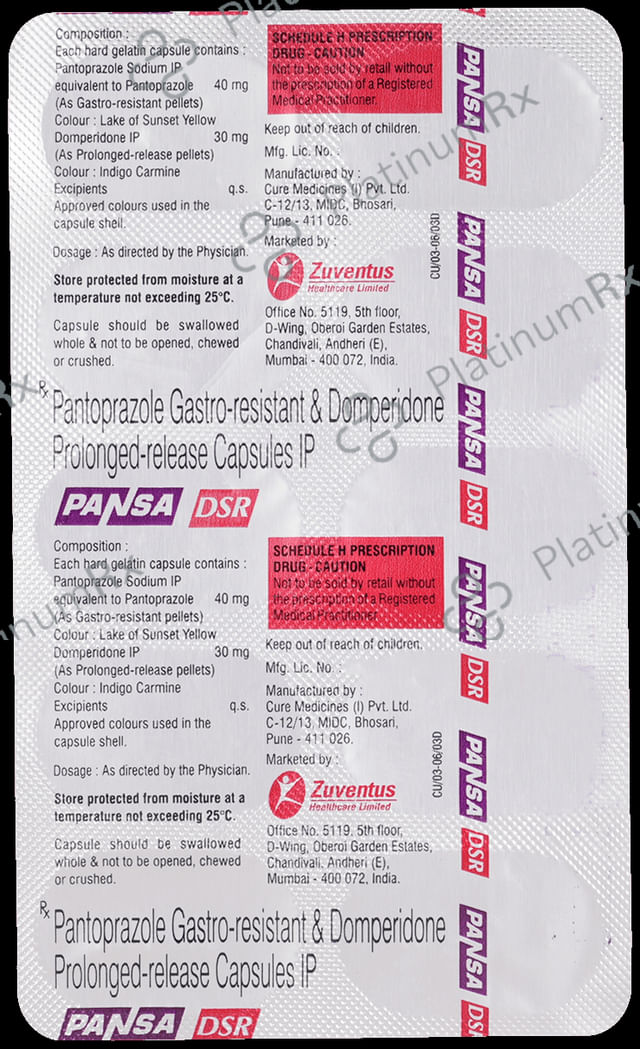 Composition :
Each hard gelatin capsule contains :
Pantoprazole Sodium IP
equivalent to Pantoprazole 40 mg
(As Gastro-resistant pellets)
Colour : Lake of Sunset Yellow
Domperidone IP 30 mg
(As Prolonged-release pellets)
Colour : Indigo Carmine
Excipients q.s.
Approved colours used in the
capsule shell.
Dosage : As directed by the Physician.
Store protected from moisture at a
temperature not exceeding 25°C.
Capsule should be swallowed
whole & not to be opened, chewed
or crushed.
SCHEDULE H PRESCRIPTION
DRUG - CAUTION
Not to be sold by retail without
the prescription of a Registered
Medical Practitioner.
Keep out of reach of children.
Mfg. Lic. No. :
Manufactured by :
Cure Medicines (I) Pvt. Ltd.
C-12/13, MIDC, Bhosari,
Pune - 411 026.
Marketed by :
Zuventus
Healthcare Limited
Office No. 5119, 5th floor,
D-Wing, Oberoi Garden Estates,
Chandivali, Andheri (E),
Mumbai - 400 072, India.
CU/03-06/03D
Rx Pantoprazole Gastro-resistant & Domperidone
Prolonged-release Capsules IP
PANSA DSR
Composition :
Each hard gelatin capsule contains :
Pantoprazole Sodium IP
equivalent to Pantoprazole 40 mg
(As Gastro-resistant pellets)
Colour : Lake of Sunset Yellow
Domperidone IP 30 mg
(As Prolonged-release pellets)
Colour : Indigo Carmine
Excipients q.s.
Approved colours used in the
capsule shell.
Dosage : As directed by the Physician.
Store protected from moisture at a
temperature not exceeding 25°C.
Capsule should be swallowed
whole & not to be opened, chewed
or crushed.
SCHEDULE H PRESCRIPTION
DRUG - CAUTION
Not to be sold by retail without
the prescription of a Registered
Medical Practitioner.
Keep out of reach of children.
Mfg. Lic. No. :
Manufactured by :
Cure Medicines (I) Pvt. Ltd.
C-12/13, MIDC, Bhosari,
Pune - 411 026.
Marketed by :
Zuventus
Healthcare Limited
Office No. 5119, 5th floor,
D-Wing, Oberoi Garden Estates,
Chandivali, Andheri (E),
Mumbai - 400 072, India.
CU/03-06/03D
Rx Pantoprazole Gastro-resistant & Domperidone
Prolonged-release Capsules IP
PANSA DSR
PANSA DSR
PANSA DSR
PANSA DSR
PANSA DSR
PANSA DSR
PANSA DSR
PlatinumRx
PlatinumRx
PlatinumRx